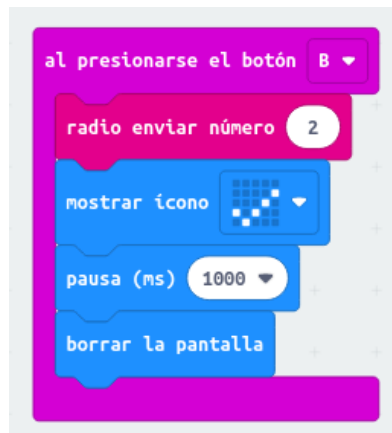 al presionarse el botón B
radio enviar número 2
mostrar ícono
pausa (ms) 1000
borrar la pantalla